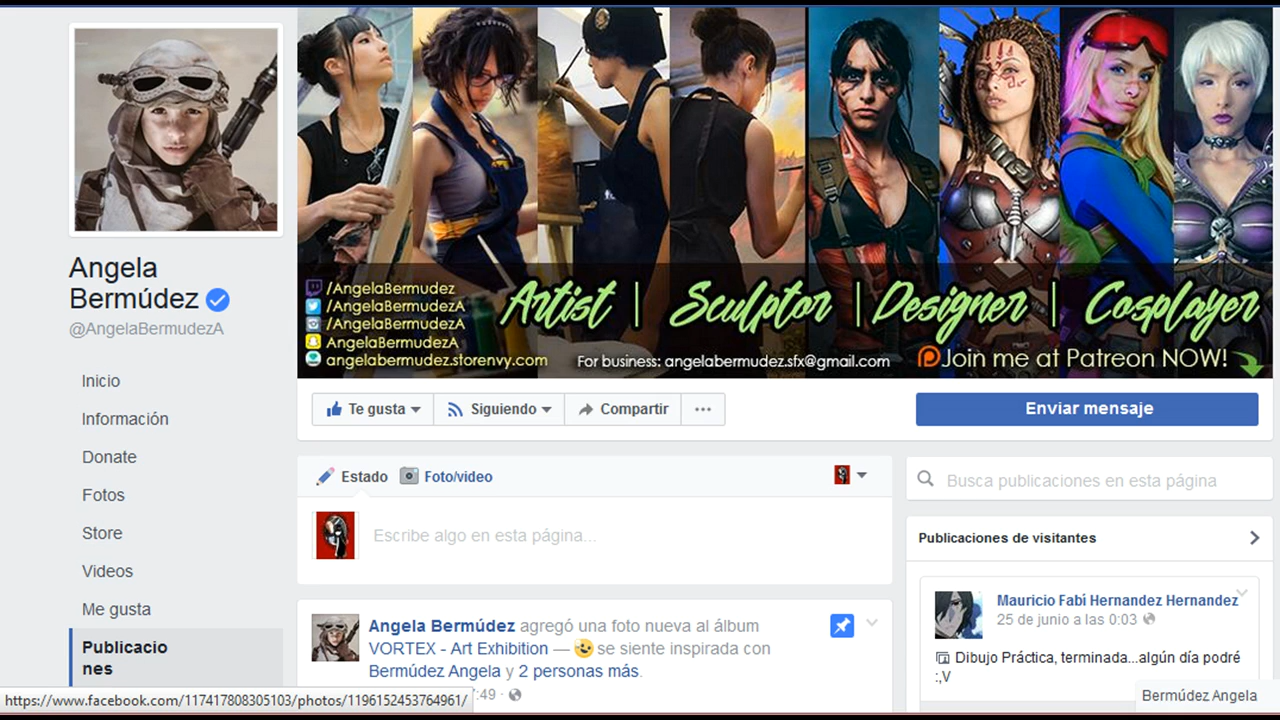 Angela
Bermúdez
@AngelaBermudezA
Inicio
Información
Donate
Fotos
Store
Videos
Me gusta
Publicacio
nes
/AngelaBermudez
/AngelaBermudezA
/AngelaBermudezA
AngelaBermudezA
angelabermudez.storenvy.com
Artist | Sculptor | Designer | Cosplayer
For business: angelabermudez.sfx@gmail.com
Join me at Patreon NOW!
Te gusta
Siguiendo
Compartir
Enviar mensaje
Estado
Foto/video
Escribe algo en esta página...
Angela Bermúdez agregó una foto nueva al álbum
VORTEX - Art Exhibition — se siente inspirada con
Bermúdez Angela y 2 personas más.
:49 ·
Busca publicaciones en esta página
Publicaciones de visitantes
Mauricio Fabi Hernandez Hernandez
25 de junio a las 0:03
Dibujo Práctica, terminada...algún día podré
:,V
https://www.facebook.com/117417808305103/photos/1196152453764961/
Bermúdez Angela